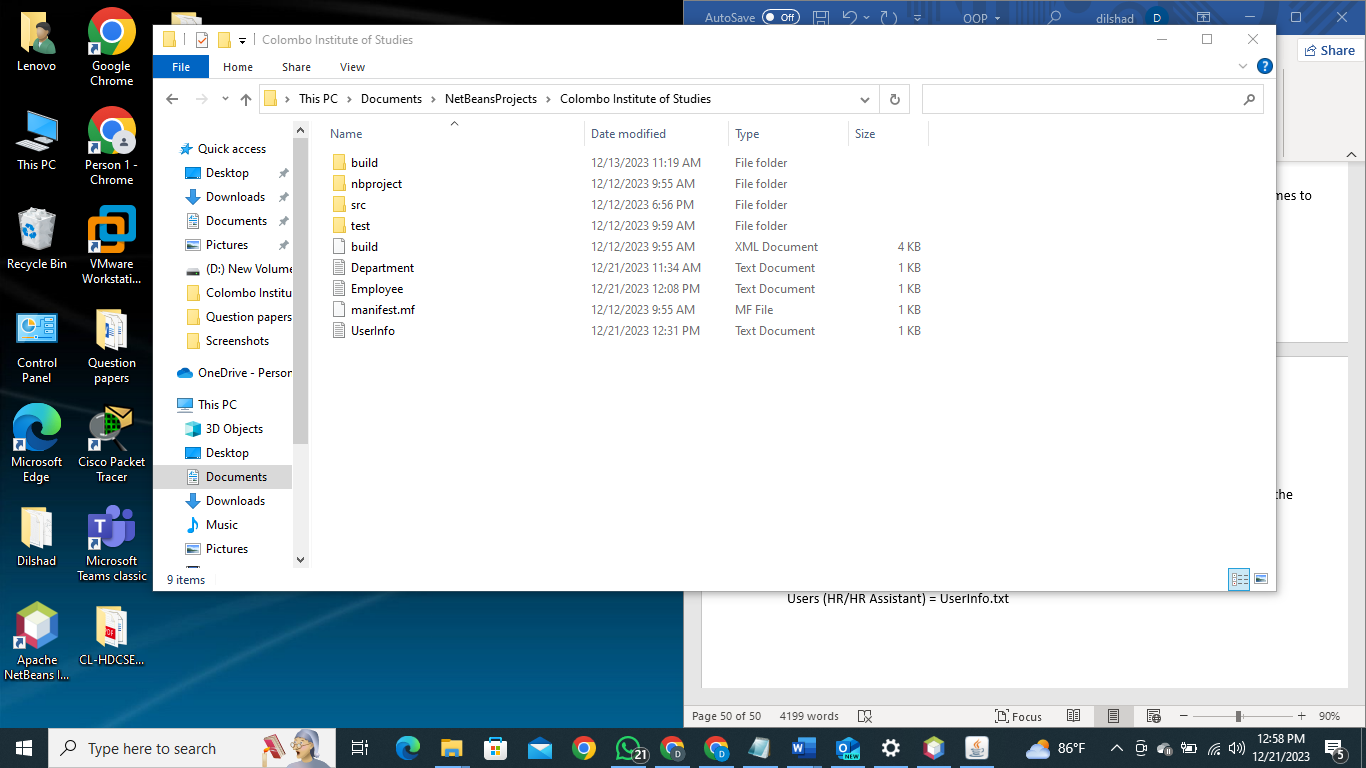 Lenovo
Google Chrome
This PC
Person 1 - Chrome
Recycle Bin
VMware Workstati...
Control Panel
Question papers
Microsoft Edge
Cisco Packet Tracer
Dilshad
Microsoft Teams classic
Apache NetBeans I...
CL-HDCSE...
AutoSave Off OOP dilshad D
Share
Colombo Institute of Studies
File Home Share View
This PC Documents NetBeansProjects Colombo Institute of Studies
Name Date modified Type Size
Quick access
Desktop
Downloads
Documents
Pictures
(D:) New Volume
Colombo Institu
Question papers
Screenshots
OneDrive - Person
This PC
3D Objects
Desktop
Documents
Downloads
Music
Pictures
build 12/13/2023 11:19 AM File folder
nbproject 12/12/2023 9:55 AM File folder
src 12/12/2023 6:56 PM File folder
test 12/12/2023 9:59 AM File folder
build 12/12/2023 9:55 AM XML Document 4 KB
Department 12/21/2023 11:34 AM Text Document 1 KB
Employee 12/21/2023 12:08 PM Text Document 1 KB
manifest.mf 12/12/2023 9:55 AM MF File 1 KB
UserInfo 12/21/2023 12:31 PM Text Document 1 KB
9 items
to
the
Users (HR/HR Assistant) = UserInfo.txt
Page 50 of 50 4199 words Focus 90%
Type here to search
21
86°F
12:58 PM
12/21/2023
5